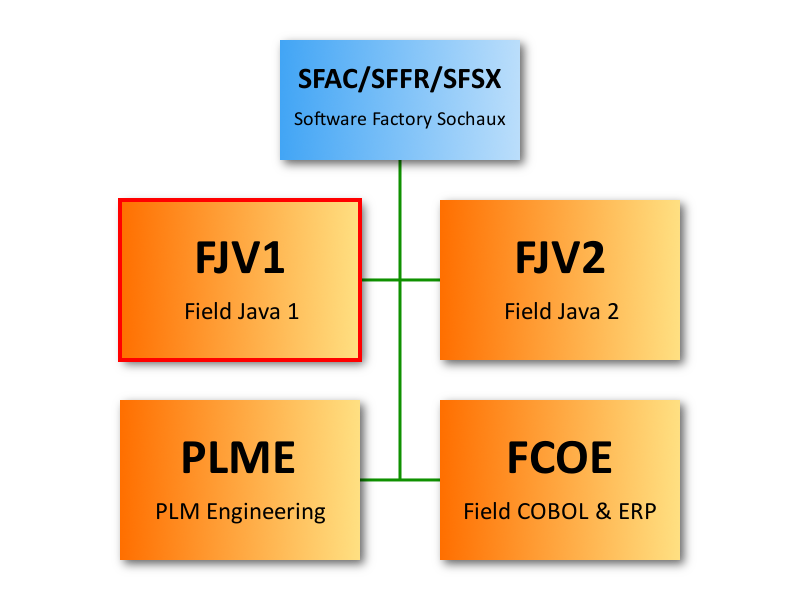 SFAC/SFFR/SFSX
Software Factory Sochaux
FJV1
Field Java 1
FJV2
Field Java 2
PLME
PLM Engineering
FCOE
Field COBOL & ERP